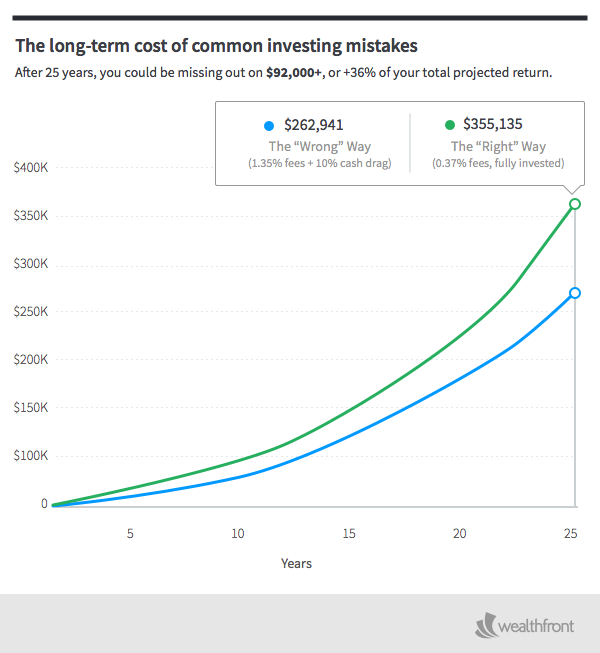 The long-term cost of common investing mistakes
After 25 years, you could be missing out on $92,000+, or +36% of your total projected return.
$262,941
The “Wrong” Way
(1.35% fees + 10% cash drag)
$355,135
The “Right” Way
(0.37% fees, fully invested)
$400K
$350K
$300K
$250K
$200K
$150K
$100K
0
5
10
15
20
25
Years
wealthfront